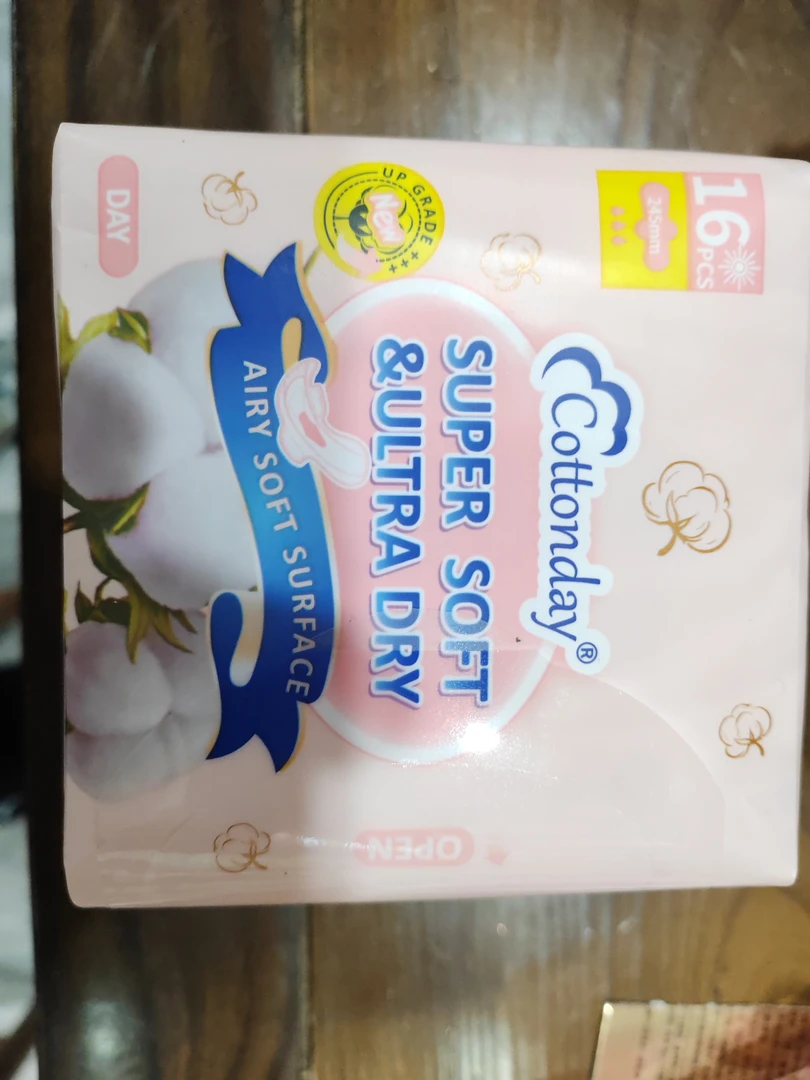 16
PCS
245mm
Cottonday®
SUPER SOFT
&ULTRA DRY
UP GRADE
New
+++
AIRY SOFT SURFACE
DAY
OPEN